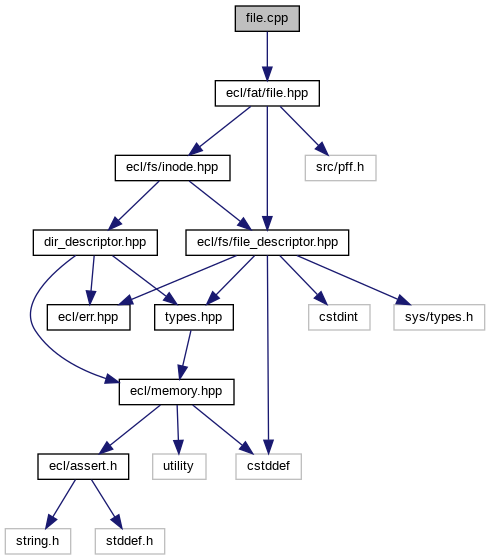 file.cpp
ecl/fat/file.hpp
ecl/fs/inode.hpp
src/pff.h
dir_descriptor.hpp
ecl/fs/file_descriptor.hpp
ecl/err.hpp
types.hpp
cstdint
sys/types.h
ecl/memory.hpp
ecl/assert.h
utility
cstddef
string.h
stddef.h